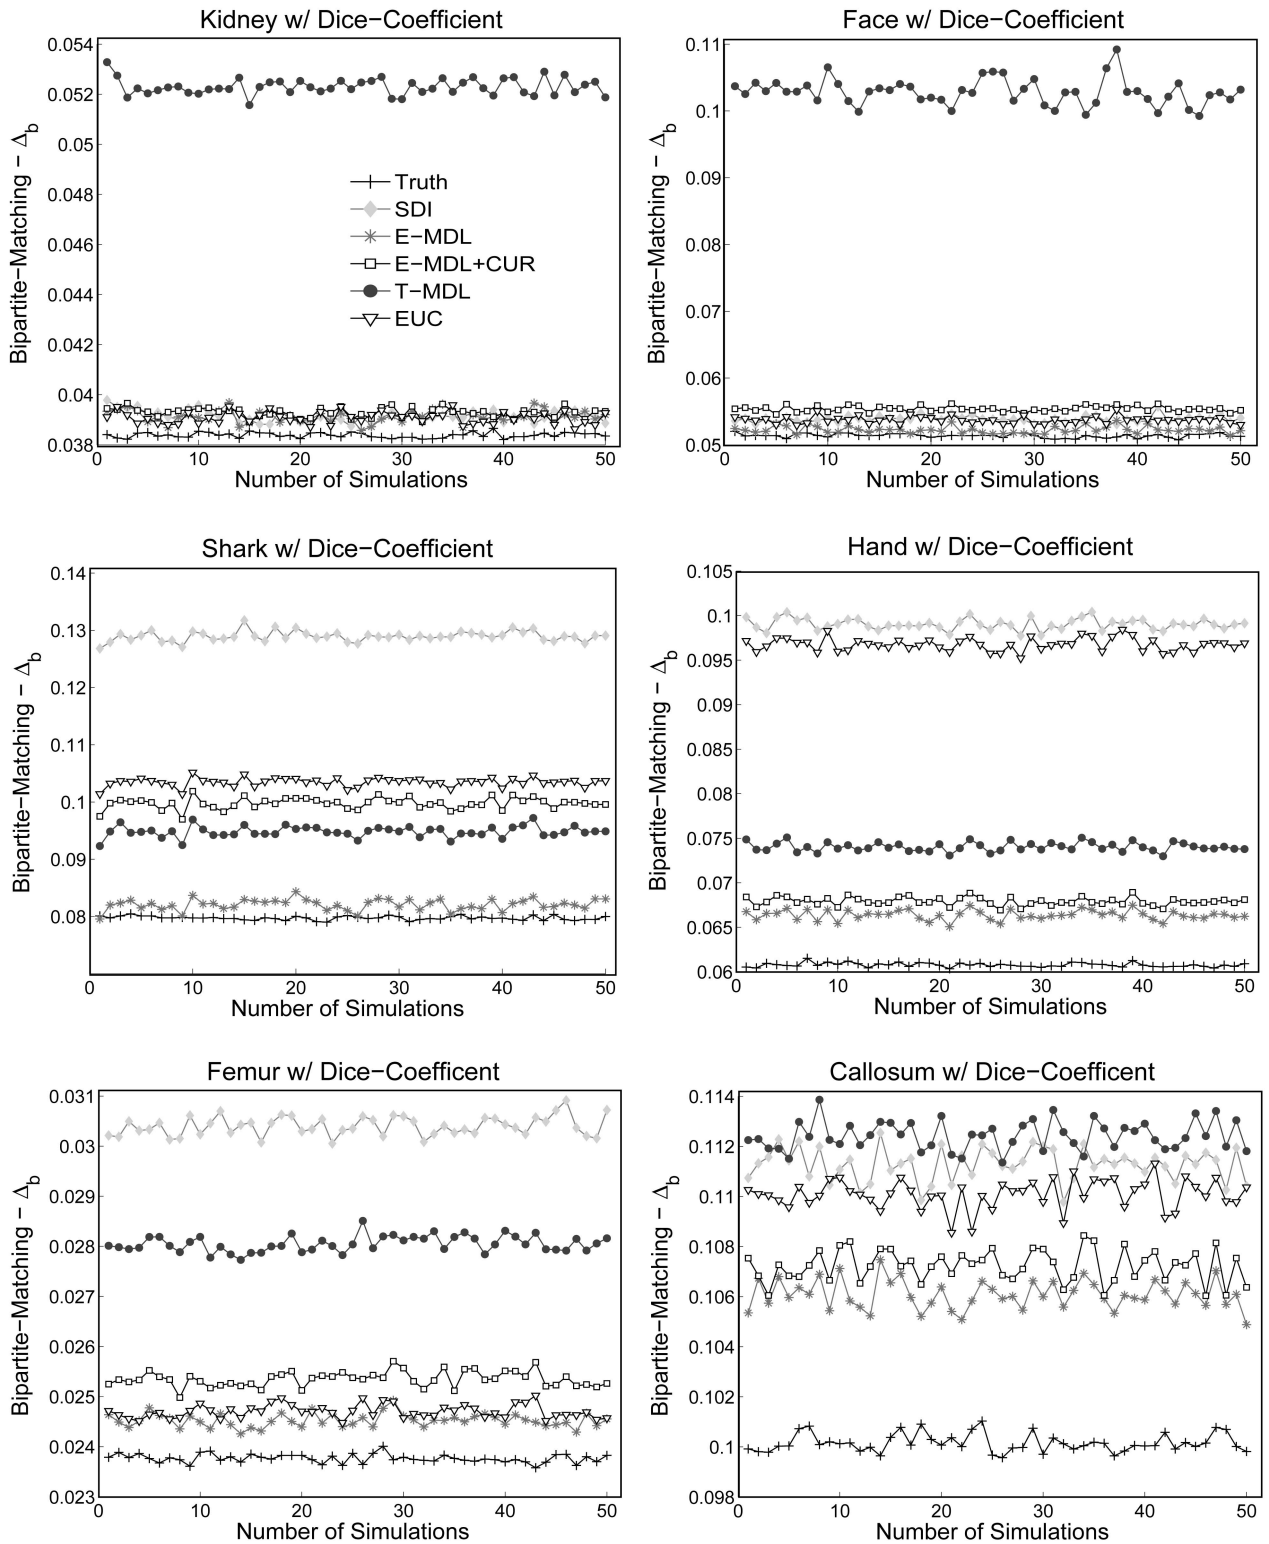 Kidney w/ Dice−Coefficient
Bipartite−Matching − Δb
0.054
0.052
0.05
0.048
0.046
0.044
0.042
0.04
0.038
Truth
SDI
E−MDL
E−MDL+CUR
T−MDL
EUC
0 10 20 30 40 50
Number of Simulations
Face w/ Dice−Coefficient
Bipartite−Matching − Δb
0.11
0.1
0.09
0.08
0.07
0.06
0.05
0 10 20 30 40 50
Number of Simulations
Shark w/ Dice−Coefficient
Bipartite−Matching − Δb
0.14
0.13
0.12
0.11
0.1
0.09
0.08
0 10 20 30 40 50
Number of Simulations
Hand w/ Dice−Coefficient
Bipartite−Matching − Δb
0.105
0.1
0.095
0.09
0.085
0.08
0.075
0.07
0.065
0.06
0 10 20 30 40 50
Number of Simulations
Femur w/ Dice−Coefficent
Bipartite−Matching − Δb
0.031
0.03
0.029
0.028
0.027
0.026
0.025
0.024
0.023
0 10 20 30 40 50
Number of Simulations
Callosum w/ Dice−Coefficent
Bipartite−Matching − Δb
0.114
0.112
0.11
0.108
0.106
0.104
0.102
0.1
0.098
0 10 20 30 40 50
Number of Simulations